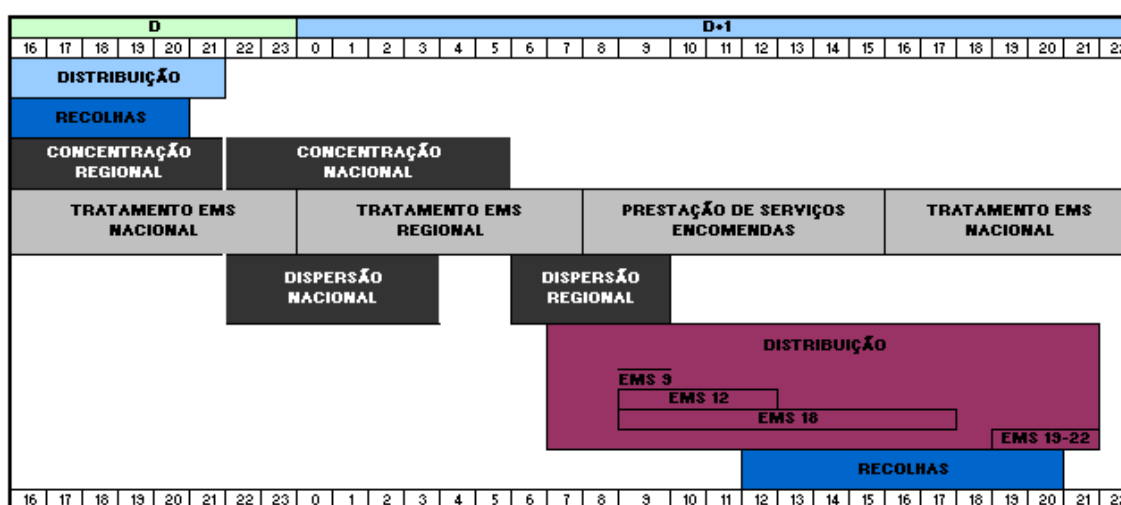 D D+1
16 17 18 19 20 21 22 23 0 1 2 3 4 5 6 7 8 9 10 11 12 13 14 15 16 17 18 19 20 21 22
DISTRIBUIÇÃO
RECOLHAS
CONCENTRAÇÃO
REGIONAL
CONCENTRAÇÃO
NACIONAL
TRATAMENTO EMS
NACIONAL
TRATAMENTO EMS
REGIONAL
PRESTAÇÃO DE SERVIÇOS
ENCOMENDAS
TRATAMENTO EMS
NACIONAL
DISPERSÃO
NACIONAL
DISPERSÃO
REGIONAL
DISTRIBUIÇÃO
EMS 9
EMS 12
EMS 18
EMS 19-22
RECOLHAS
16 17 18 19 20 21 22 23 0 1 2 3 4 5 6 7 8 9 10 11 12 13 14 15 16 17 18 19 20 21 22